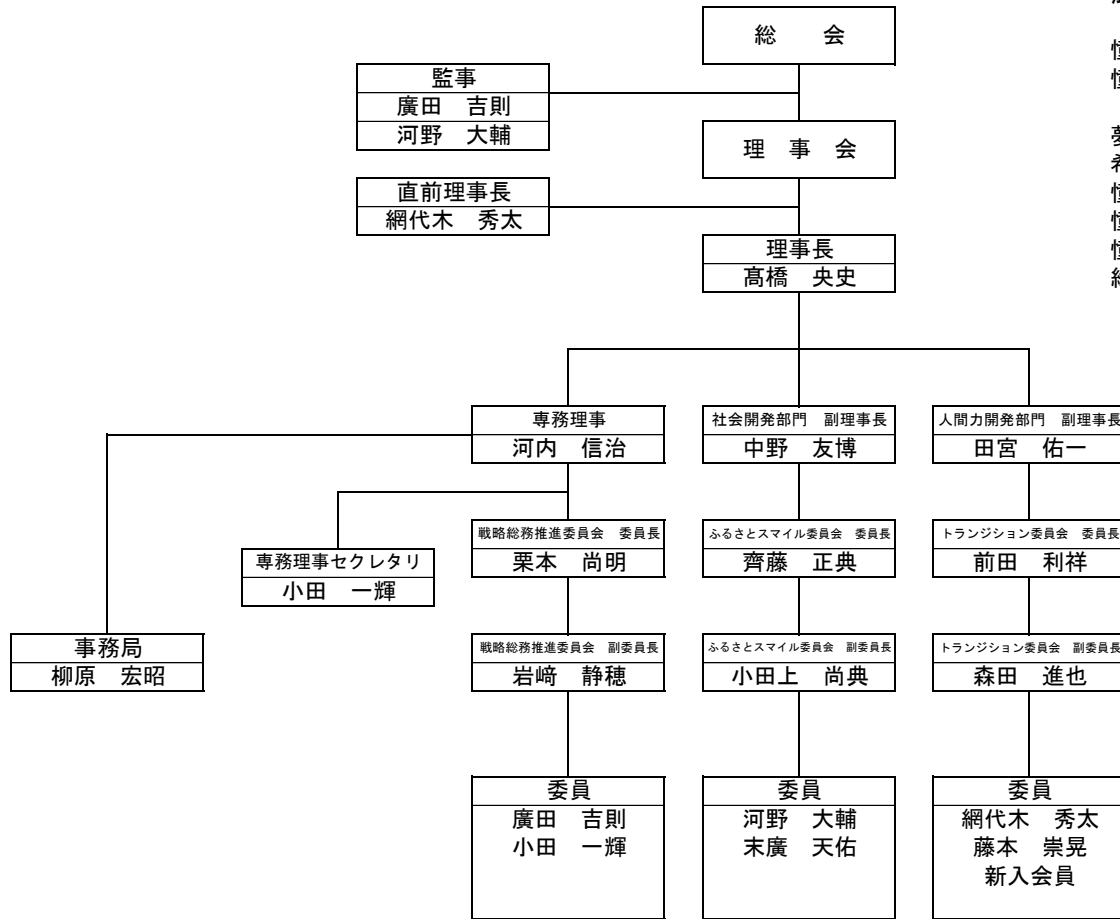 総　会
監事
廣田　吉則
河野　大輔
理　事　会
直前理事長
網代木　秀太
理事長
髙橋　央史
専務理事
河内　信治
社会開発部門　副理事長
中野　友博
人間力開発部門　副理事長
田宮　佑一
戦略総務推進委員会　委員長
栗本　尚明
ふるさとスマイル委員会　委員長
齊藤　正典
トランジション委員会　委員長
前田　利祥
専務理事セクレタリ
小田　一輝
事務局
柳原　宏昭
戦略総務推進委員会　副委員長
岩﨑　静穂
ふるさとスマイル委員会　副委員長
小田上　尚典
トランジション委員会　副委員長
森田　進也
委員
廣田　吉則
小田　一輝
委員
河野　大輔
末廣　天佑
委員
網代木　秀太
藤本　崇晃
新入会員